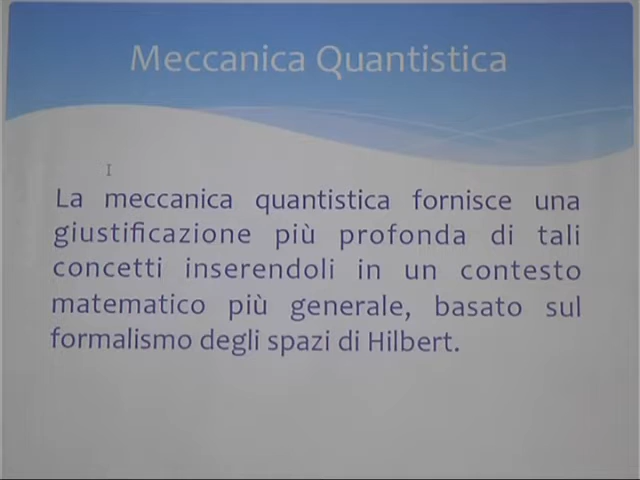 Meccanica Quantistica
La meccanica quantistica fornisce una
giustificazione più profonda di tali
concetti inserendoli in un contesto
matematico più generale, basato sul
formalismo degli spazi di Hilbert.